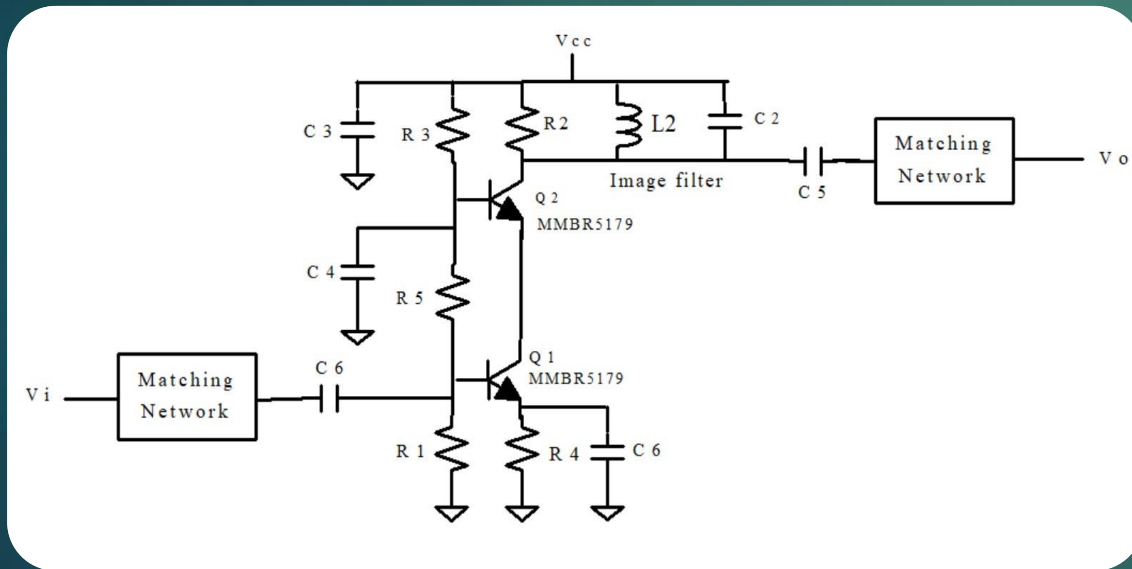 Vcc
C 3
R 3
R2
L2
C 2
Matching
Network
V o
Image filter
C 5
Q 2
MMBR5179
C 4
R 5
Q 1
MMBR5179
C 6
V i
Matching
Network
R 1
R 4
C 6